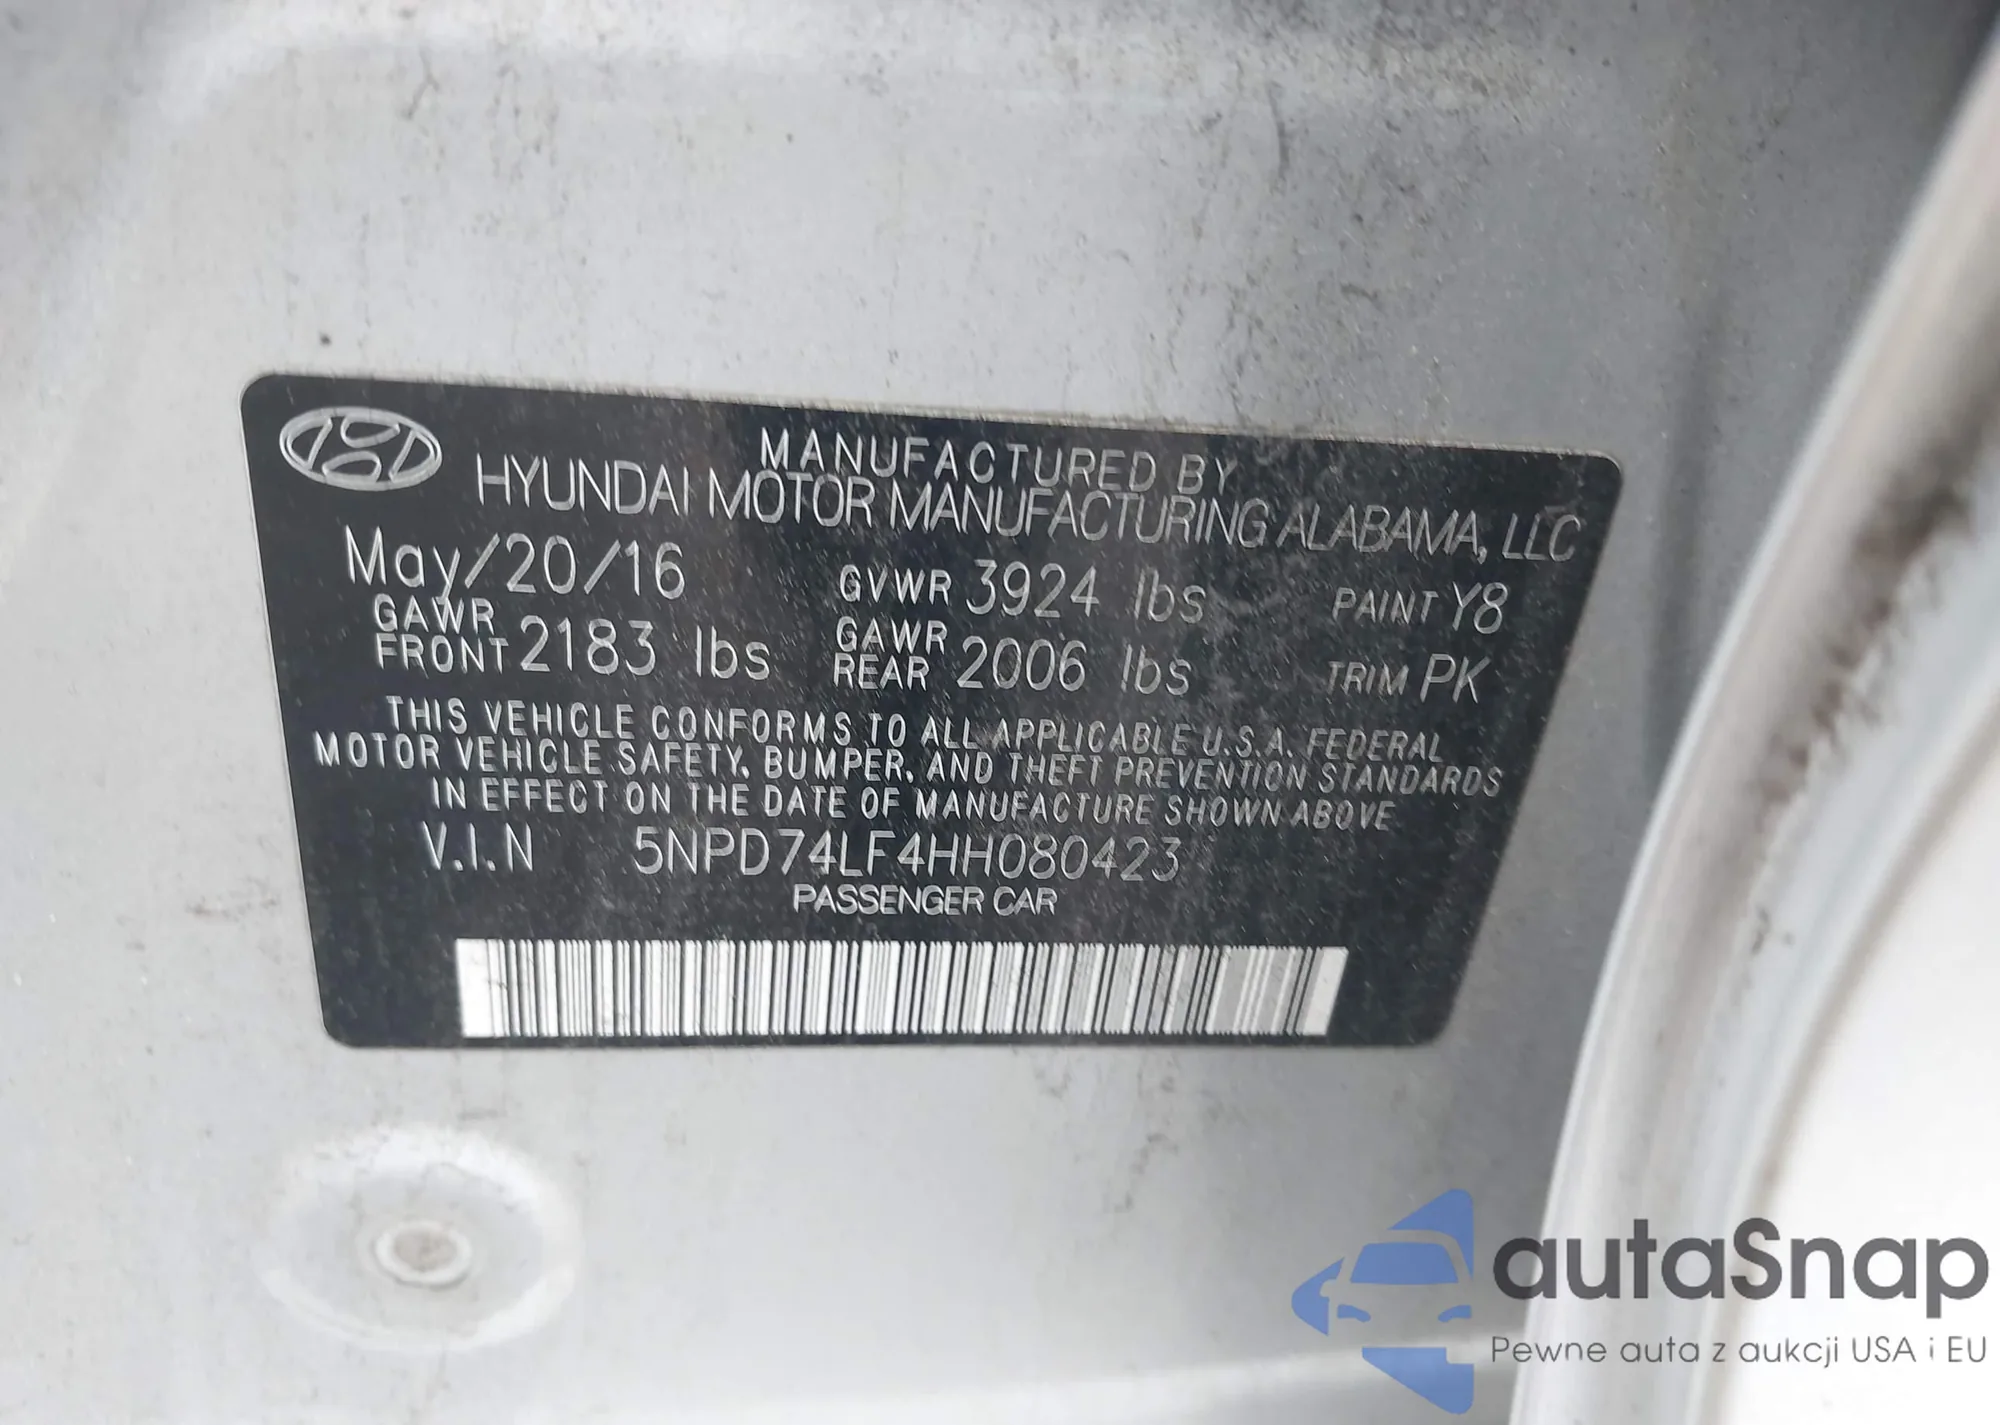 MANUFACTURED BY
HYUNDAI MOTOR MANUFACTURING ALABAMA, LLC
May/20/16 GVWR 3924 lbs PAINT Y8
GAWR FRONT 2183 lbs GAWR REAR 2006 lbs TRIM PK
THIS VEHICLE CONFORMS TO ALL APPLICABLE U.S.A. FEDERAL
MOTOR VEHICLE SAFETY, BUMPER, AND THEFT PREVENTION STANDARDS
IN EFFECT ON THE DATE OF MANUFACTURE SHOWN ABOVE
V.I.N 5NPD74LF4HH080423
PASSENGER CAR
autaSnap
Pewne auta z aukcji USA i EU